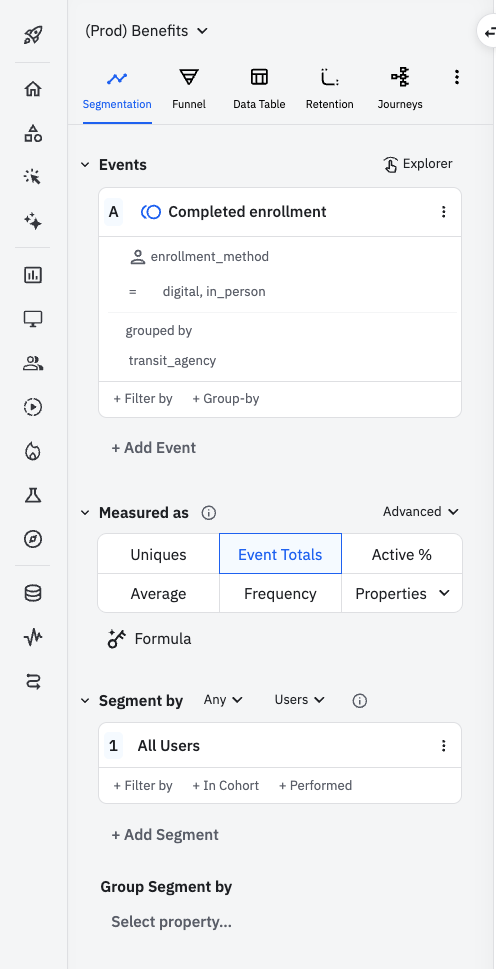 (Prod) Benefits
Segmentation Funnel Data Table Retention Journeys
Events Explorer
A Completed enrollment
enrollment_method
= digital, in_person
grouped by
transit_agency
+ Filter by + Group-by
+ Add Event
Measured as Advanced
Uniques Event Totals Active %
Average Frequency Properties
Formula
Segment by Any Users
1 All Users
+ Filter by + In Cohort + Performed
+ Add Segment
Group Segment by
Select property...